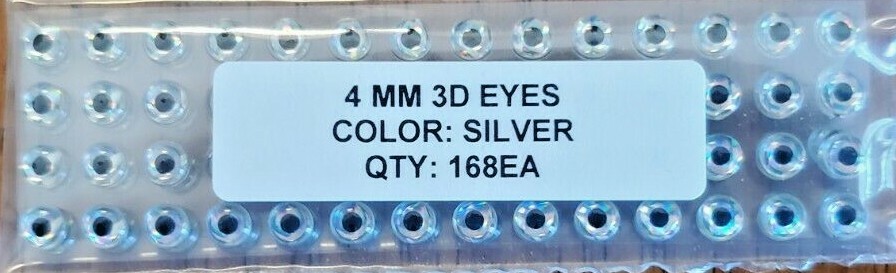 4 MM 3D EYES
COLOR: SILVER
QTY: 168EA